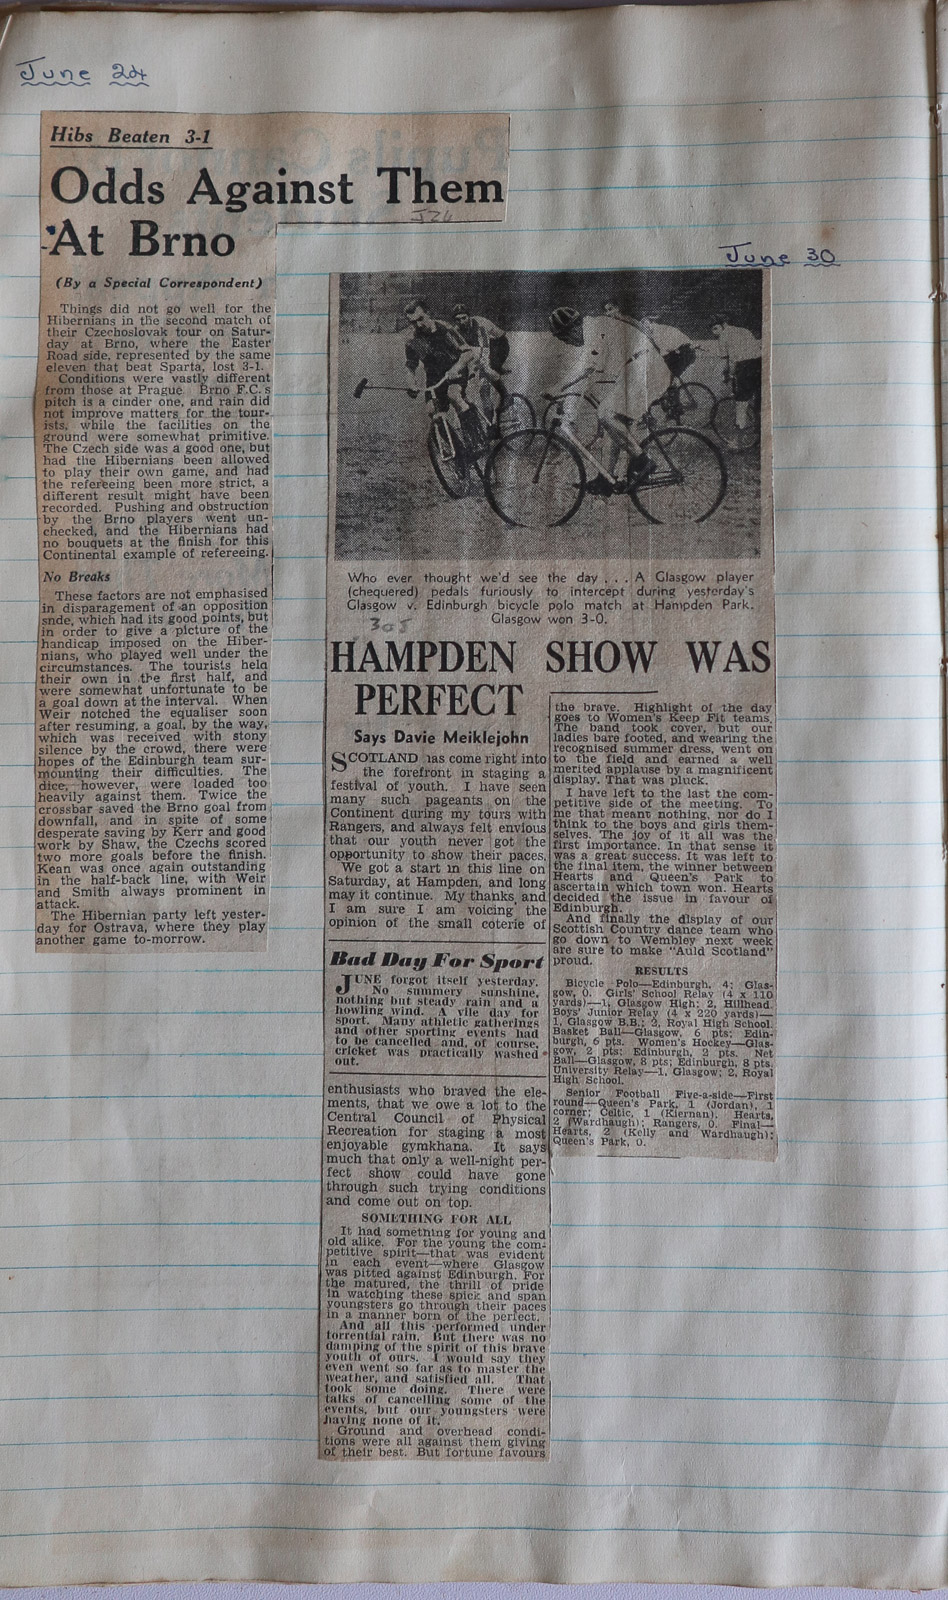 June 24
Hibs Beaten 3-1
Odds Against Them
At Brno
(By a Special Correspondent)
Things did not go well for the
Hibernians in the second match of
their Czechoslovak tour on Satur-
day at Brno, where the Easter
Road side, represented by the same
eleven that beat Sparta, lost 3-1.
Conditions were vastly different
from those at Prague. Brno F.C.'s
pitch is a cinder one, and rain did
not improve matters for the tour-
ists, while the facilities on the
ground were somewhat primitive.
The Czech side was a good one, but
had the Hibernians been allowed
to play their own game, and had
the refereeing been more strict, a
different result might have been
recorded. Pushing and obstruction
by the Brno players went un-
checked, and the Hibernians had
no bouquets at the finish for this
Continental example of refereeing.
No Breaks
These factors are not emphasised
in disparagement of an opposition
snde, which had its good points, but
in order to give a picture of the
handicap imposed on the Hiber-
nians, who played well under the
circumstances. The tourists held
their own in the first half, and
were somewhat unfortunate to be
a goal down at the interval. When
Weir notched the equaliser soon
after resuming, a goal, by the way,
which was received with stony
silence by the crowd, there were
hopes of the Edinburgh team sur-
mounting their difficulties. The
dice, however, were loaded too
heavily against them. Twice the
crossbar saved the Brno goal from
downfall, and in spite of some
desperate saving by Kerr and good
work by Shaw, the Czechs scored
two more goals before the finish.
Kean was once again outstanding
in the half-back line, with Weir
and Smith always prominent in
attack.
The Hibernian party left yester-
day for Ostrava, where they play
another game to-morrow.
June 30
Who ever thought we'd see the day . . . A Glasgow player
(chequered) pedals furiously to intercept during yesterday's
Glasgow v. Edinburgh bicycle polo match at Hampden Park.
Glasgow won 3-0.
HAMPDEN SHOW WAS
PERFECT
Says Davie Meiklejohn
SCOTLAND has come right into
the forefront in staging a
festival of youth. I have seen
many such pageants on the
Continent during my tours with
Rangers, and always felt envious
that our youth never got the
opportunity to show their paces.
We got a start in this line on
Saturday, at Hampden, and long
may it continue. My thanks, and
I am sure I am voicing the
opinion of the small coterie of
Bad Day For Sport
JUNE forgot itself yesterday.
No summery sunshine,
nothing but steady rain and a
howling wind. A vile day for
sport. Many athletic gatherings
and other sporting events had
to be cancelled and, of course,
cricket was practically washed
out.
enthusiasts who braved the ele-
ments, that we owe a lot to the
Central Council of Physical
Recreation for staging a most
enjoyable gymkhana. It says
much that only a well-night per-
fect show could have gone
through such trying conditions
and come out on top.
SOMETHING FOR ALL
It had something for young and
old alike. For the young the com-
petitive spirit—that was evident
in each event—where Glasgow
was pitted against Edinburgh. For
the matured, the thrill of pride
in watching these spick and span
youngsters go through their paces
in a manner born of the perfect.
And all this performed under
torrential rain. But there was no
damping of the spirit of this brave
youth of ours. I would say they
even went so far as to master the
weather, and satisfied all. That
took some doing. There were
talks of cancelling some of the
events, but our youngsters were
having none of it.
Ground and overhead condi-
tions were all against them giving
of their best. But fortune favours
the brave. Highlight of the day
goes to Women's Keep Fit teams.
The band took cover, but our
ladies bare footed, and wearing the
recognised summer dress, went on
to the field and earned a well
merited applause by a magnificent
display. That was pluck.
I have left to the last the com-
petitive side of the meeting. To
me that meant nothing, nor do I
think to the boys and girls them-
selves. The joy of it all was the
first importance. In that sense it
was a great success. It was left to
the final item, the winner between
Hearts and Queen's Park to
ascertain which town won. Hearts
decided the issue in favour of
Edinburgh.
And finally the display of our
Scottish Country dance team who
go down to Wembley next week
are sure to make "Auld Scotland"
proud.
RESULTS
Bicycle Polo—Edinburgh, 4; Glas-
gow, 0. Girls' School Relay (4 x 110
yards)—1, Glasgow High; 2, Hillhead.
Boys' Junior Relay (4 x 220 yards)—
1, Glasgow B.B.; 2, Royal High School.
Basket Ball—Glasgow, 6 pts; Edin-
burgh, 6 pts. Women's Hockey—Glas-
gow, 2 pts; Edinburgh, 2 pts. Net
Ball—Glasgow, 8 pts; Edinburgh, 8 pts.
University Relay—1, Glasgow; 2, Royal
High School.
Senior Football Five-a-side—First
round—Queen's Park, 1 (Jordan), 1
corner; Celtic, 1 (Kiernan). Hearts,
2 (Wardhaugh); Rangers, 0. Final—
Hearts, 2 (Kelly and Wardhaugh);
Queen's Park, 0.